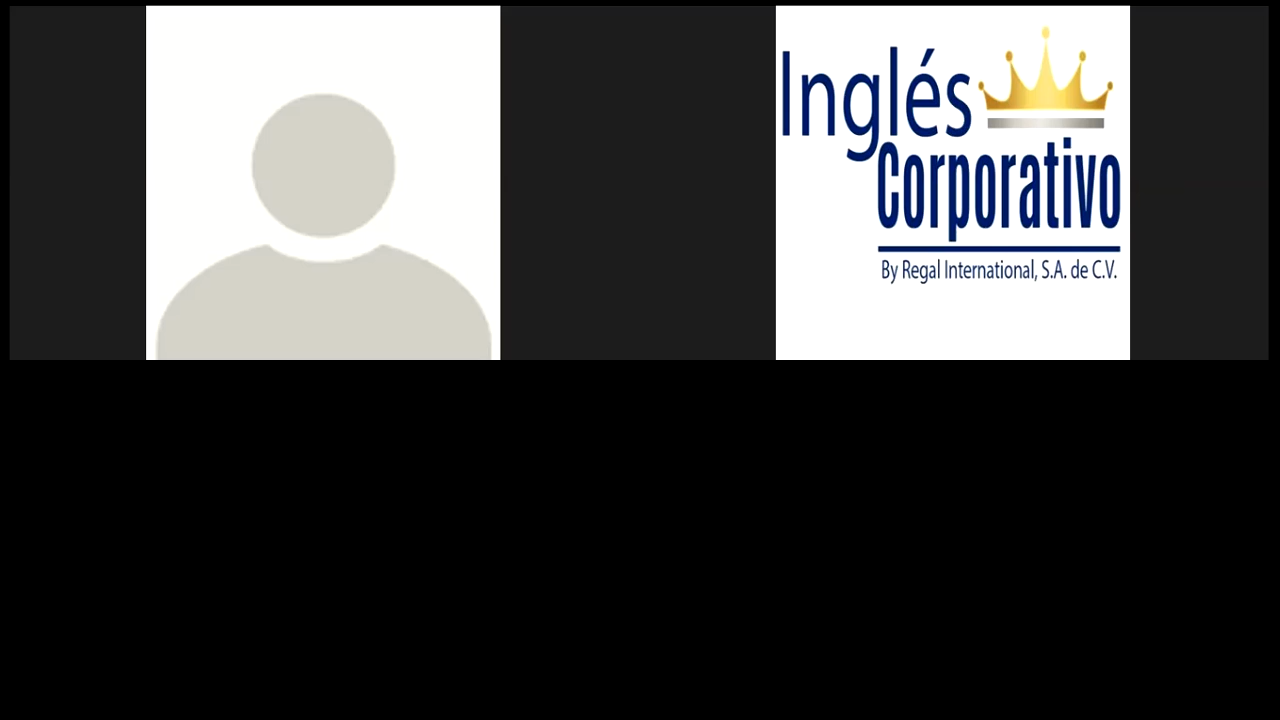 Inglés
Corporativo
By Regal International, S.A. de C.V.